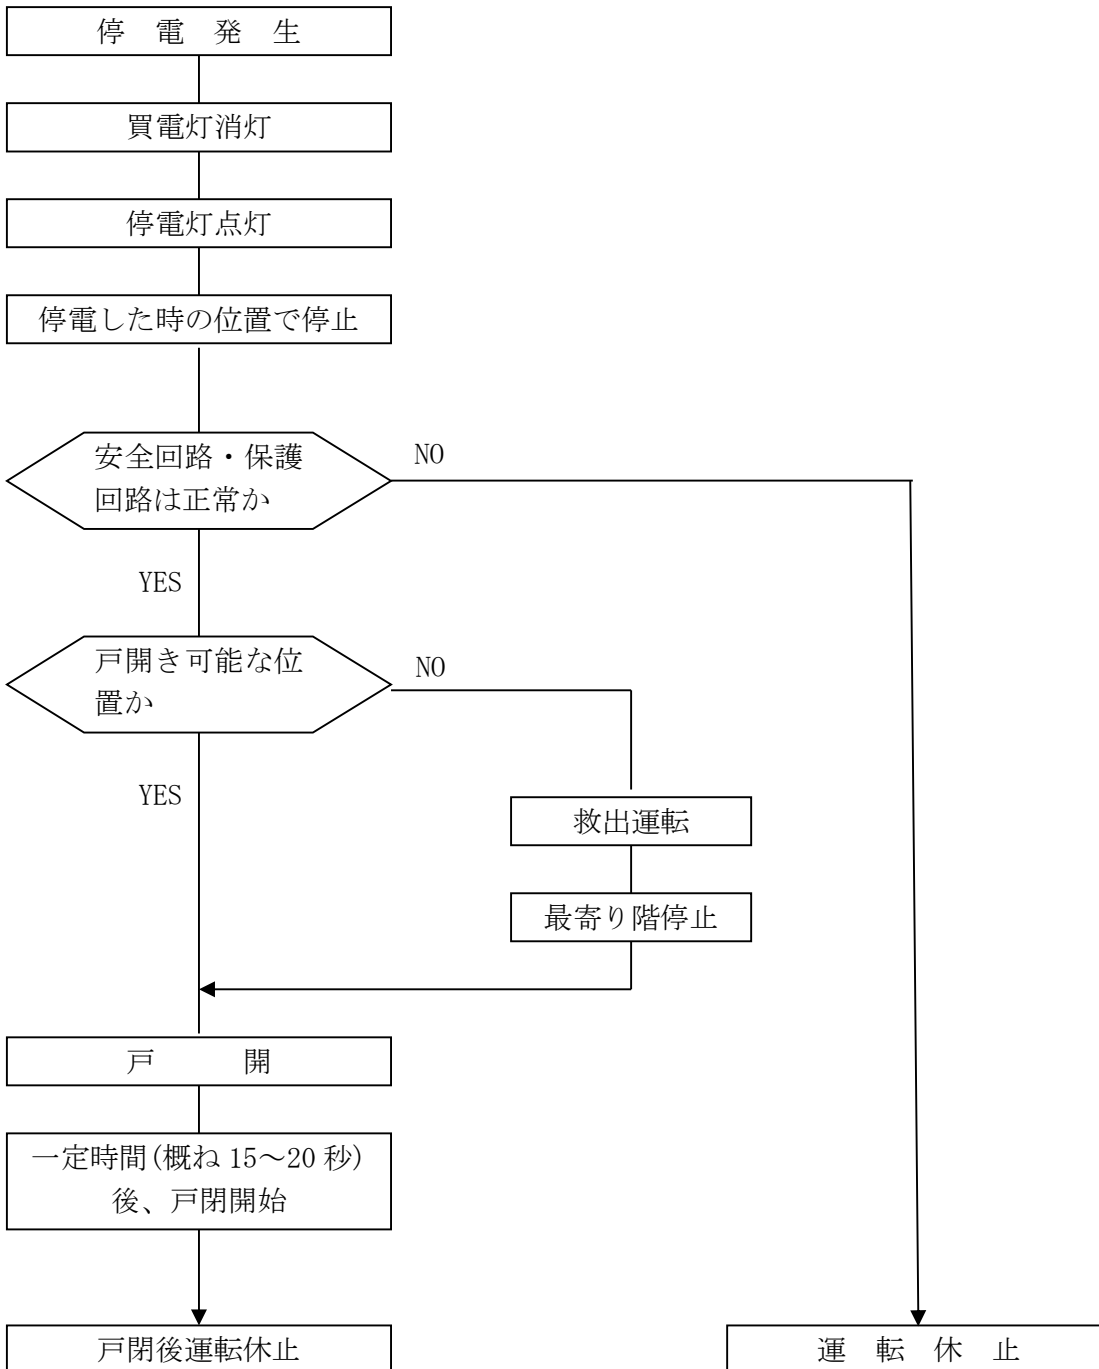 停　電　発　生
買電灯消灯
停電灯点灯
停電した時の位置で停止
安全回路・保護
回路は正常か
NO
YES
戸開き可能な位
置か
NO
YES
救出運転
最寄り階停止
戸　　　開
一定時間(概ね 15～20 秒)
後、戸閉開始
戸閉後運転休止
運　転　休　止